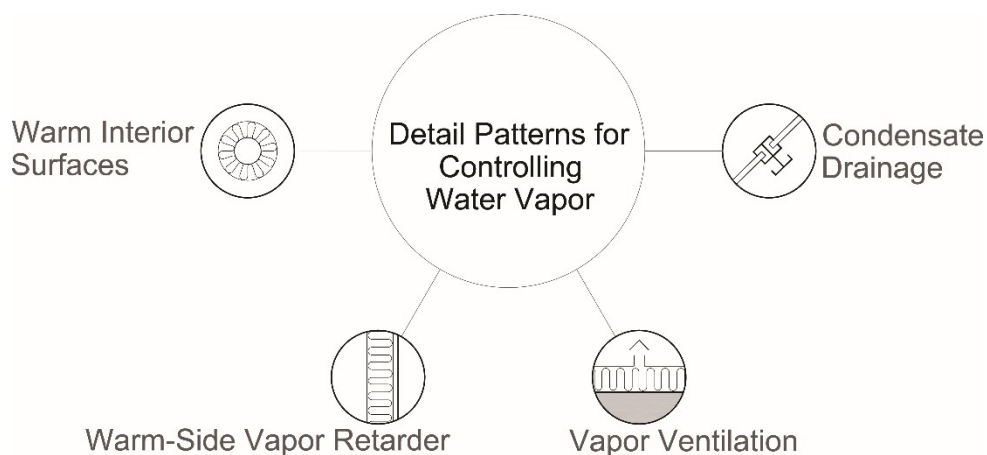 Detail Patterns for
Controlling
Water Vapor
Warm Interior
Surfaces
Condensate
Drainage
Warm-Side Vapor Retarder
Vapor Ventilation